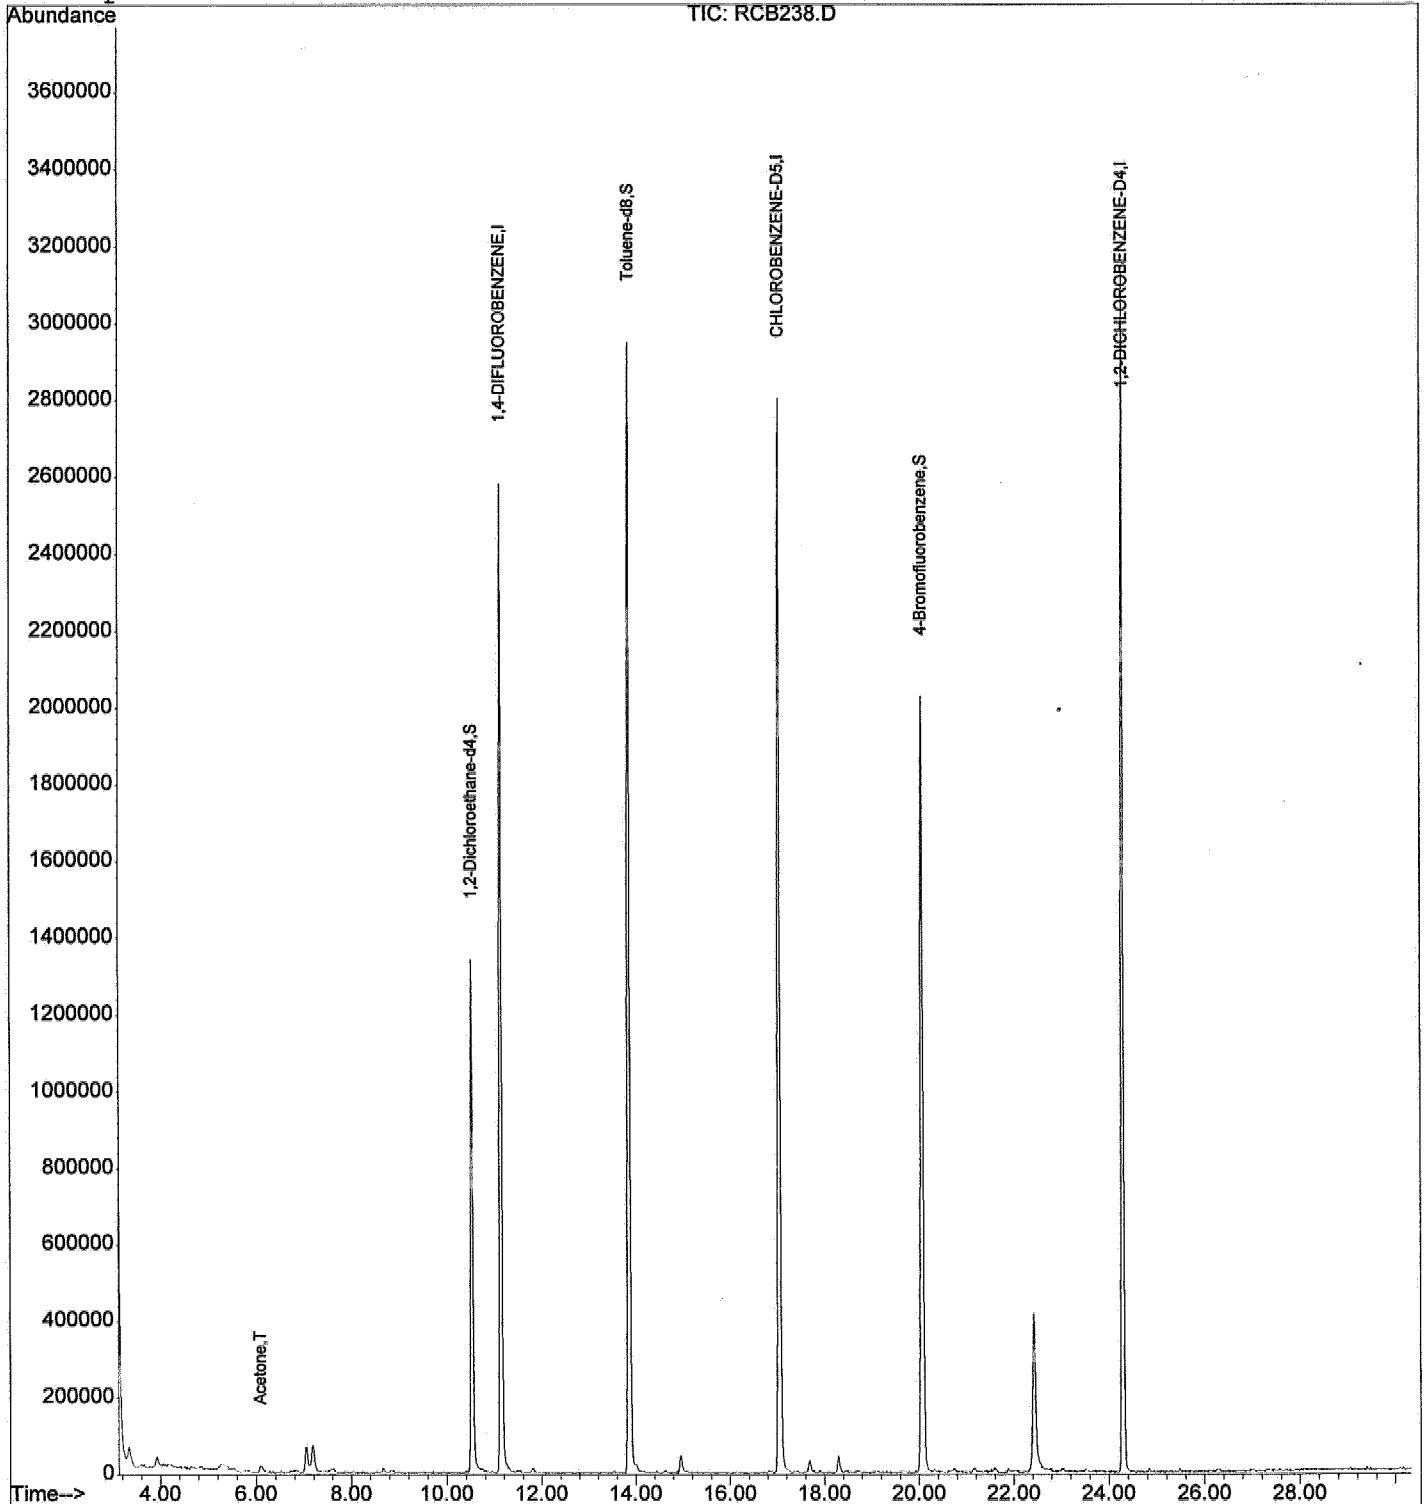 Abundance
TIC: RCB238.D
3600000
3400000
3200000
3000000
2800000
2600000
2400000
2200000
2000000
1800000
1600000
1400000
1200000
1000000
800000
600000
400000
200000
0
Acetone,T
1,2-Dichloroethane-d4,S
1,4-DIFLUOROBENZENE,I
Toluene-d8,S
CHLOROBENZENE-D5,I
4-Bromofluorobenzene,S
1,2-DICHLOROBENZENE-D4,I
Time-->
4.00 6.00 8.00 10.00 12.00 14.00 16.00 18.00 20.00 22.00 24.00 26.00 28.00